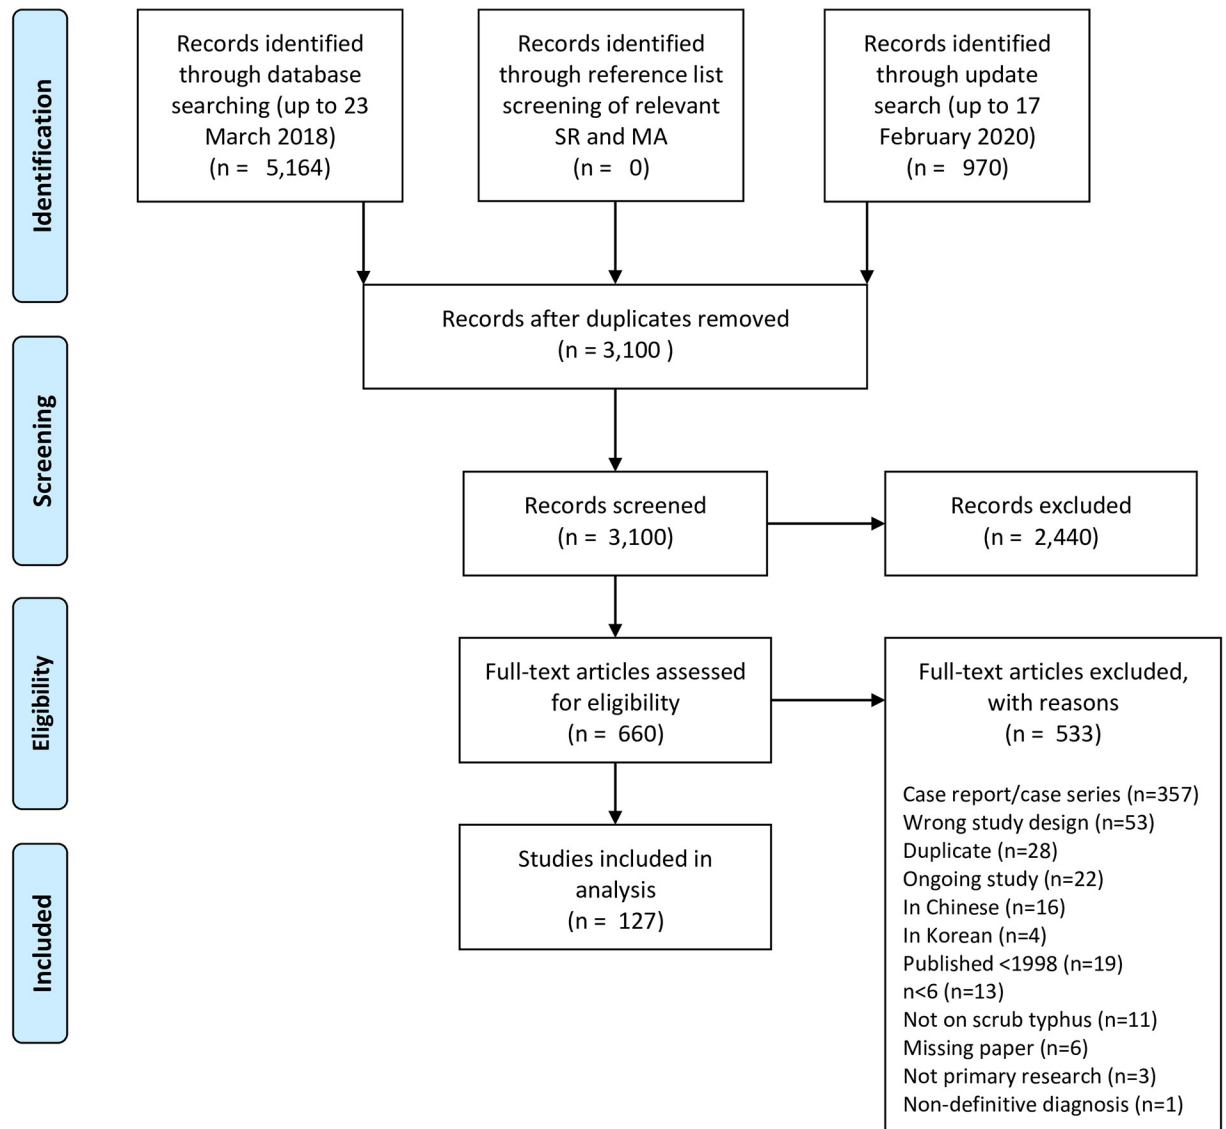 Identification
Records identified
through database
searching (up to 23
March 2018)
(n =   5,164)
Records identified
through reference list
screening of relevant
SR and MA
(n =   0)
Records identified
through update
search (up to 17
February 2020)
(n =   970)
Records after duplicates removed
(n = 3,100 )
Screening
Records screened
(n =  3,100)
Records excluded
(n =  2,440)
Eligibility
Full-text articles assessed
for eligibility
(n =  660)
Full-text articles excluded,
with reasons
(n =  533)
Case report/case series (n=357)
Wrong study design (n=53)
Duplicate (n=28)
Ongoing study (n=22)
In Chinese (n=16)
In Korean (n=4)
Published <1998 (n=19)
n<6 (n=13)
Not on scrub typhus (n=11)
Missing paper (n=6)
Not primary research (n=3)
Non-definitive diagnosis (n=1)
Included
Studies included in
analysis
(n =  127)